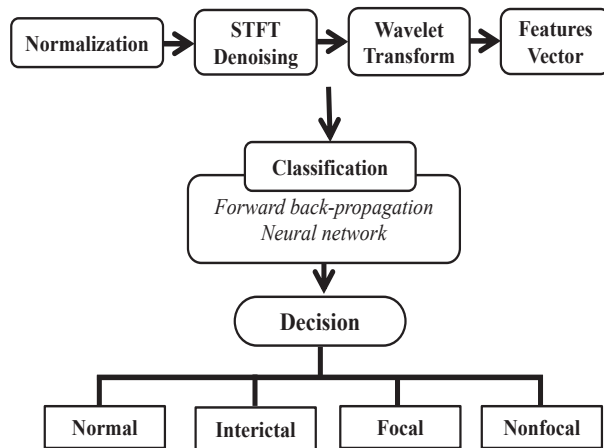 Normalization
STFT
Denoising
Wavelet
Transform
Features
Vector
Classification
Forward back-propagation
Neural network
Decision
Normal
Interictal
Focal
Nonfocal